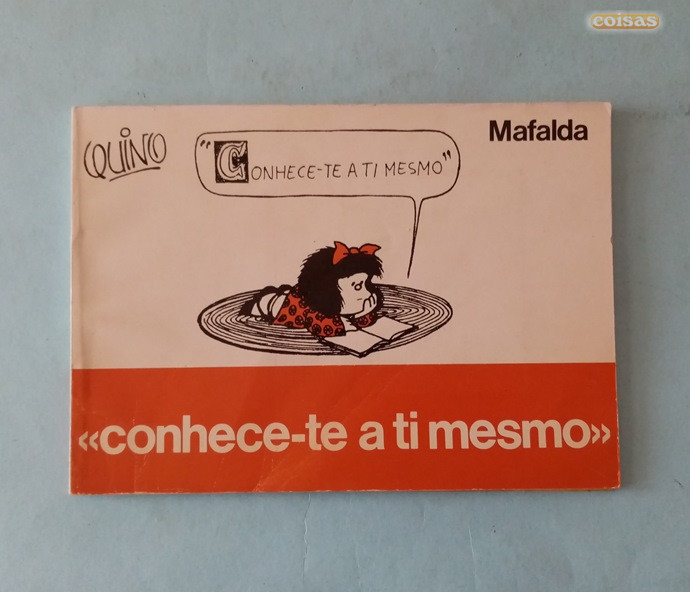 coisas
QUINO
Mafalda
"CONHECE-TE A TI MESMO"
«conhece-te a ti mesmo»